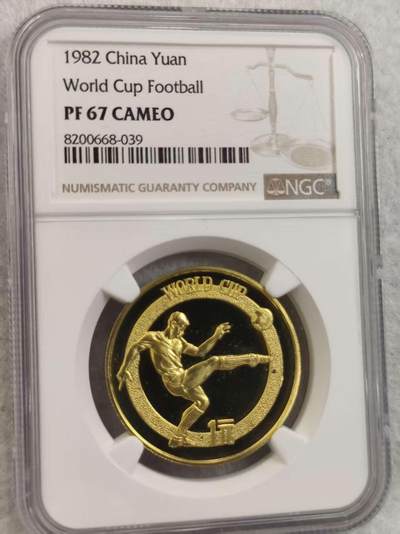 1982 China Yuan
World Cup Football
PF 67 CAMEO
8200668-039
NUMISMATIC GUARANTY COMPANY NGC®
WORLD CUP
1元